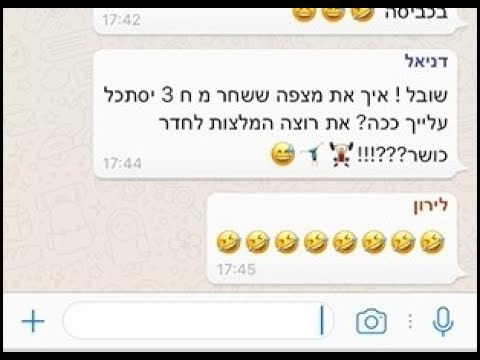 בכביסה 🤣😅🤣
17:42
דניאל
שובל ! איך את מצפה ששחר מ ח 3 יסתכל
עלייך ככה? את רוצה המלצות לחדר
כושר???!!!🏋️🤸😅
17:44
לירון
🤣🤣🤣🤣🤣🤣🤣🤣
17:45